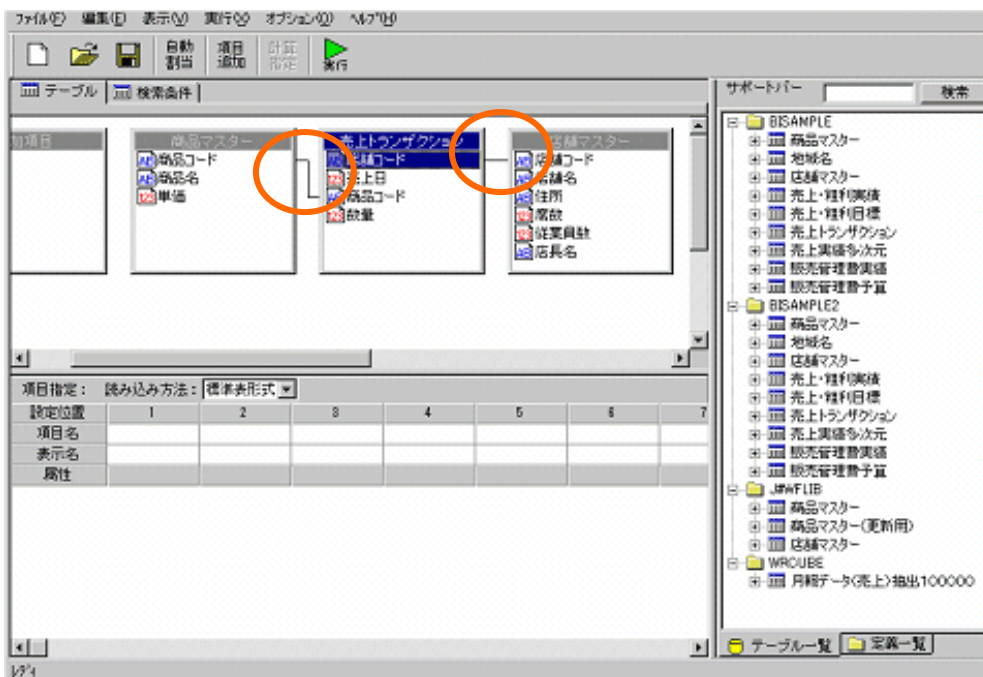 ファイル(F) 編集(E) 表示(V) 実行(X) オプション(O) ヘルプ(H)
自動割当 項目追加 計算指定 実行
テーブル 検索条件
加項目
商品マスター
商品コード
商品名
単価
売上トランザクション
店舗コード
売上日
商品コード
数量
店舗マスター
店舗コード
店舗名
住所
席数
従業員数
店長名
項目指定： 読み込み方法： 標準表形式
設定位置 1 2 3 4 5 6 7
項目名
表示名
属性
サポートバー 検索
BISAMPLE
商品マスター
地域名
店舗マスター
売上・粗利実績
売上・粗利目標
売上トランザクション
売上実績多次元
販売管理費実績
販売管理費予算
BISAMPLE2
商品マスター
地域名
店舗マスター
売上・粗利実績
売上・粗利目標
売上トランザクション
売上実績多次元
販売管理費実績
販売管理費予算
J#WFLIB
商品マスター
商品マスター(更新用)
店舗マスター
WRCUBE
月報データ(売上)抽出100000
テーブル一覧 定義一覧
レディ